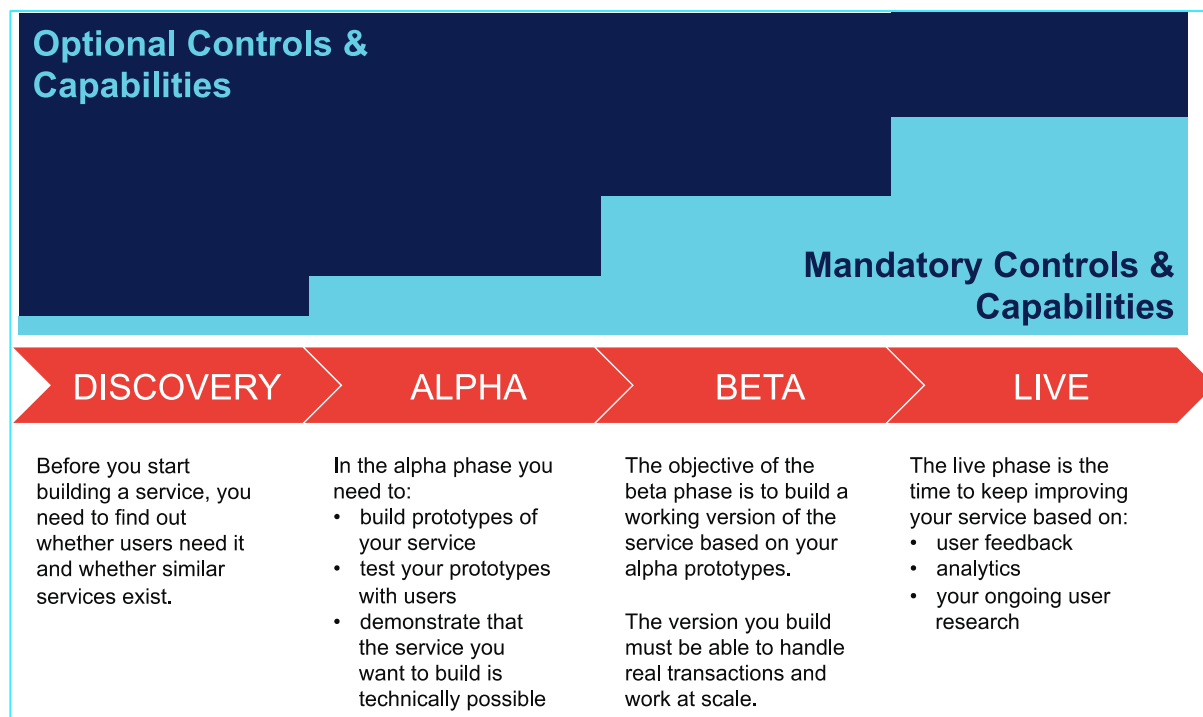 Optional Controls &
Capabilities
Mandatory Controls &
Capabilities
DISCOVERY
ALPHA
BETA
LIVE
Before you start
building a service, you
need to find out
whether users need it
and whether similar
services exist.
In the alpha phase you
need to:
• build prototypes of
your service
• test your prototypes
with users
• demonstrate that
the service you
want to build is
technically possible
The objective of the
beta phase is to build a
working version of the
service based on your
alpha prototypes.
The version you build
must be able to handle
real transactions and
work at scale.
The live phase is the
time to keep improving
your service based on:
• user feedback
• analytics
• your ongoing user
research